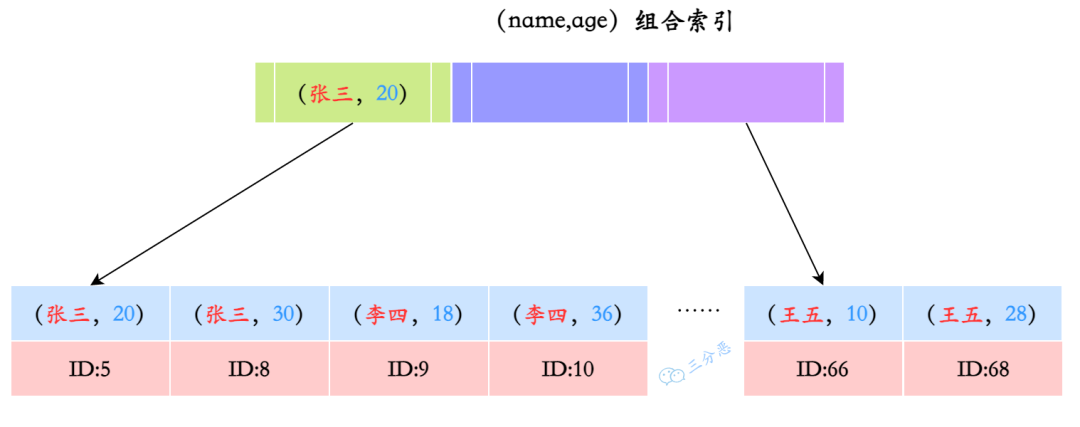 （name,age）组合索引
（张三，20）
（张三，20） （张三，30） （李四，18） （李四，36） …… （王五，10） （王五，28）
ID:5 ID:8 ID:9 ID:10 ID:66 ID:68
三分恶